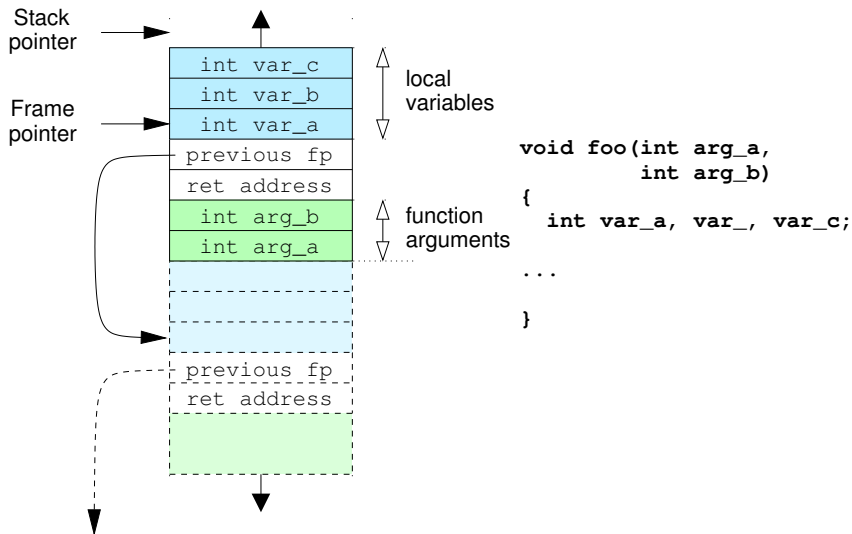 Stack
pointer
int var_c
int var_b
int var_a
local
variables
Frame
pointer
previous fp
ret address
int arg_b
int arg_a
function
arguments
previous fp
ret address
void foo(int arg_a,
int arg_b)
{
int var_a, var_, var_c;
...
}